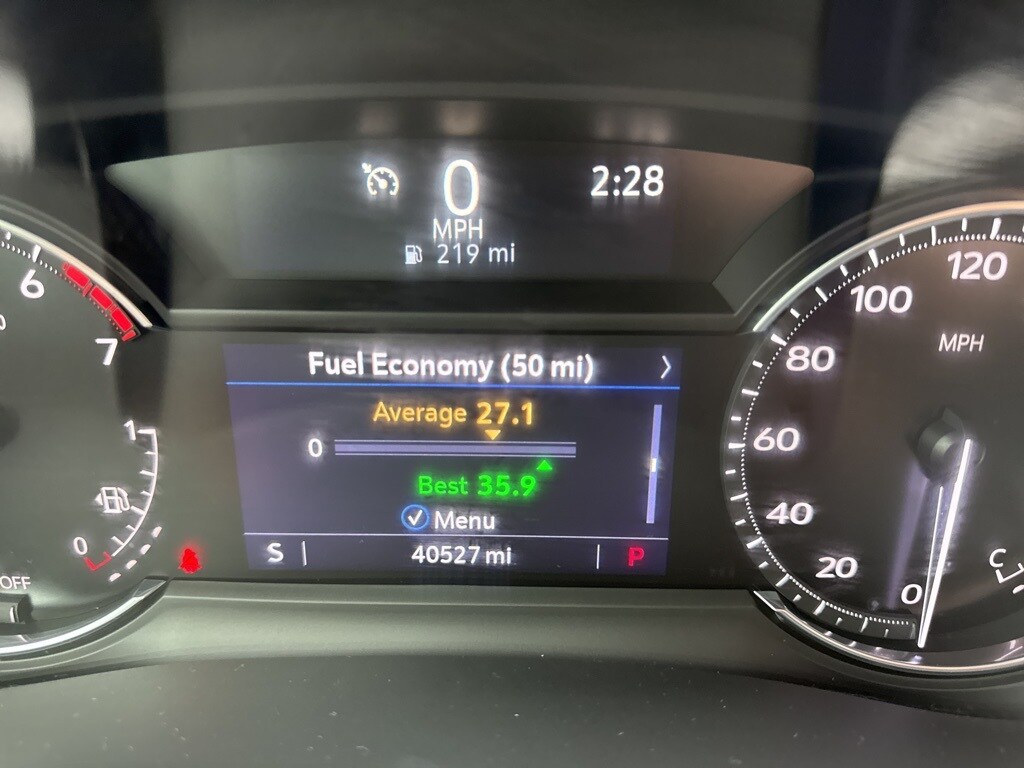 0
2:28
MPH
219 mi
Fuel Economy (50 mi)
Average 27.1
0
Best 35.9
Menu
S
40527 mi
P
6
7
1
0
OFF
120
100
MPH
80
60
40
20
0
C